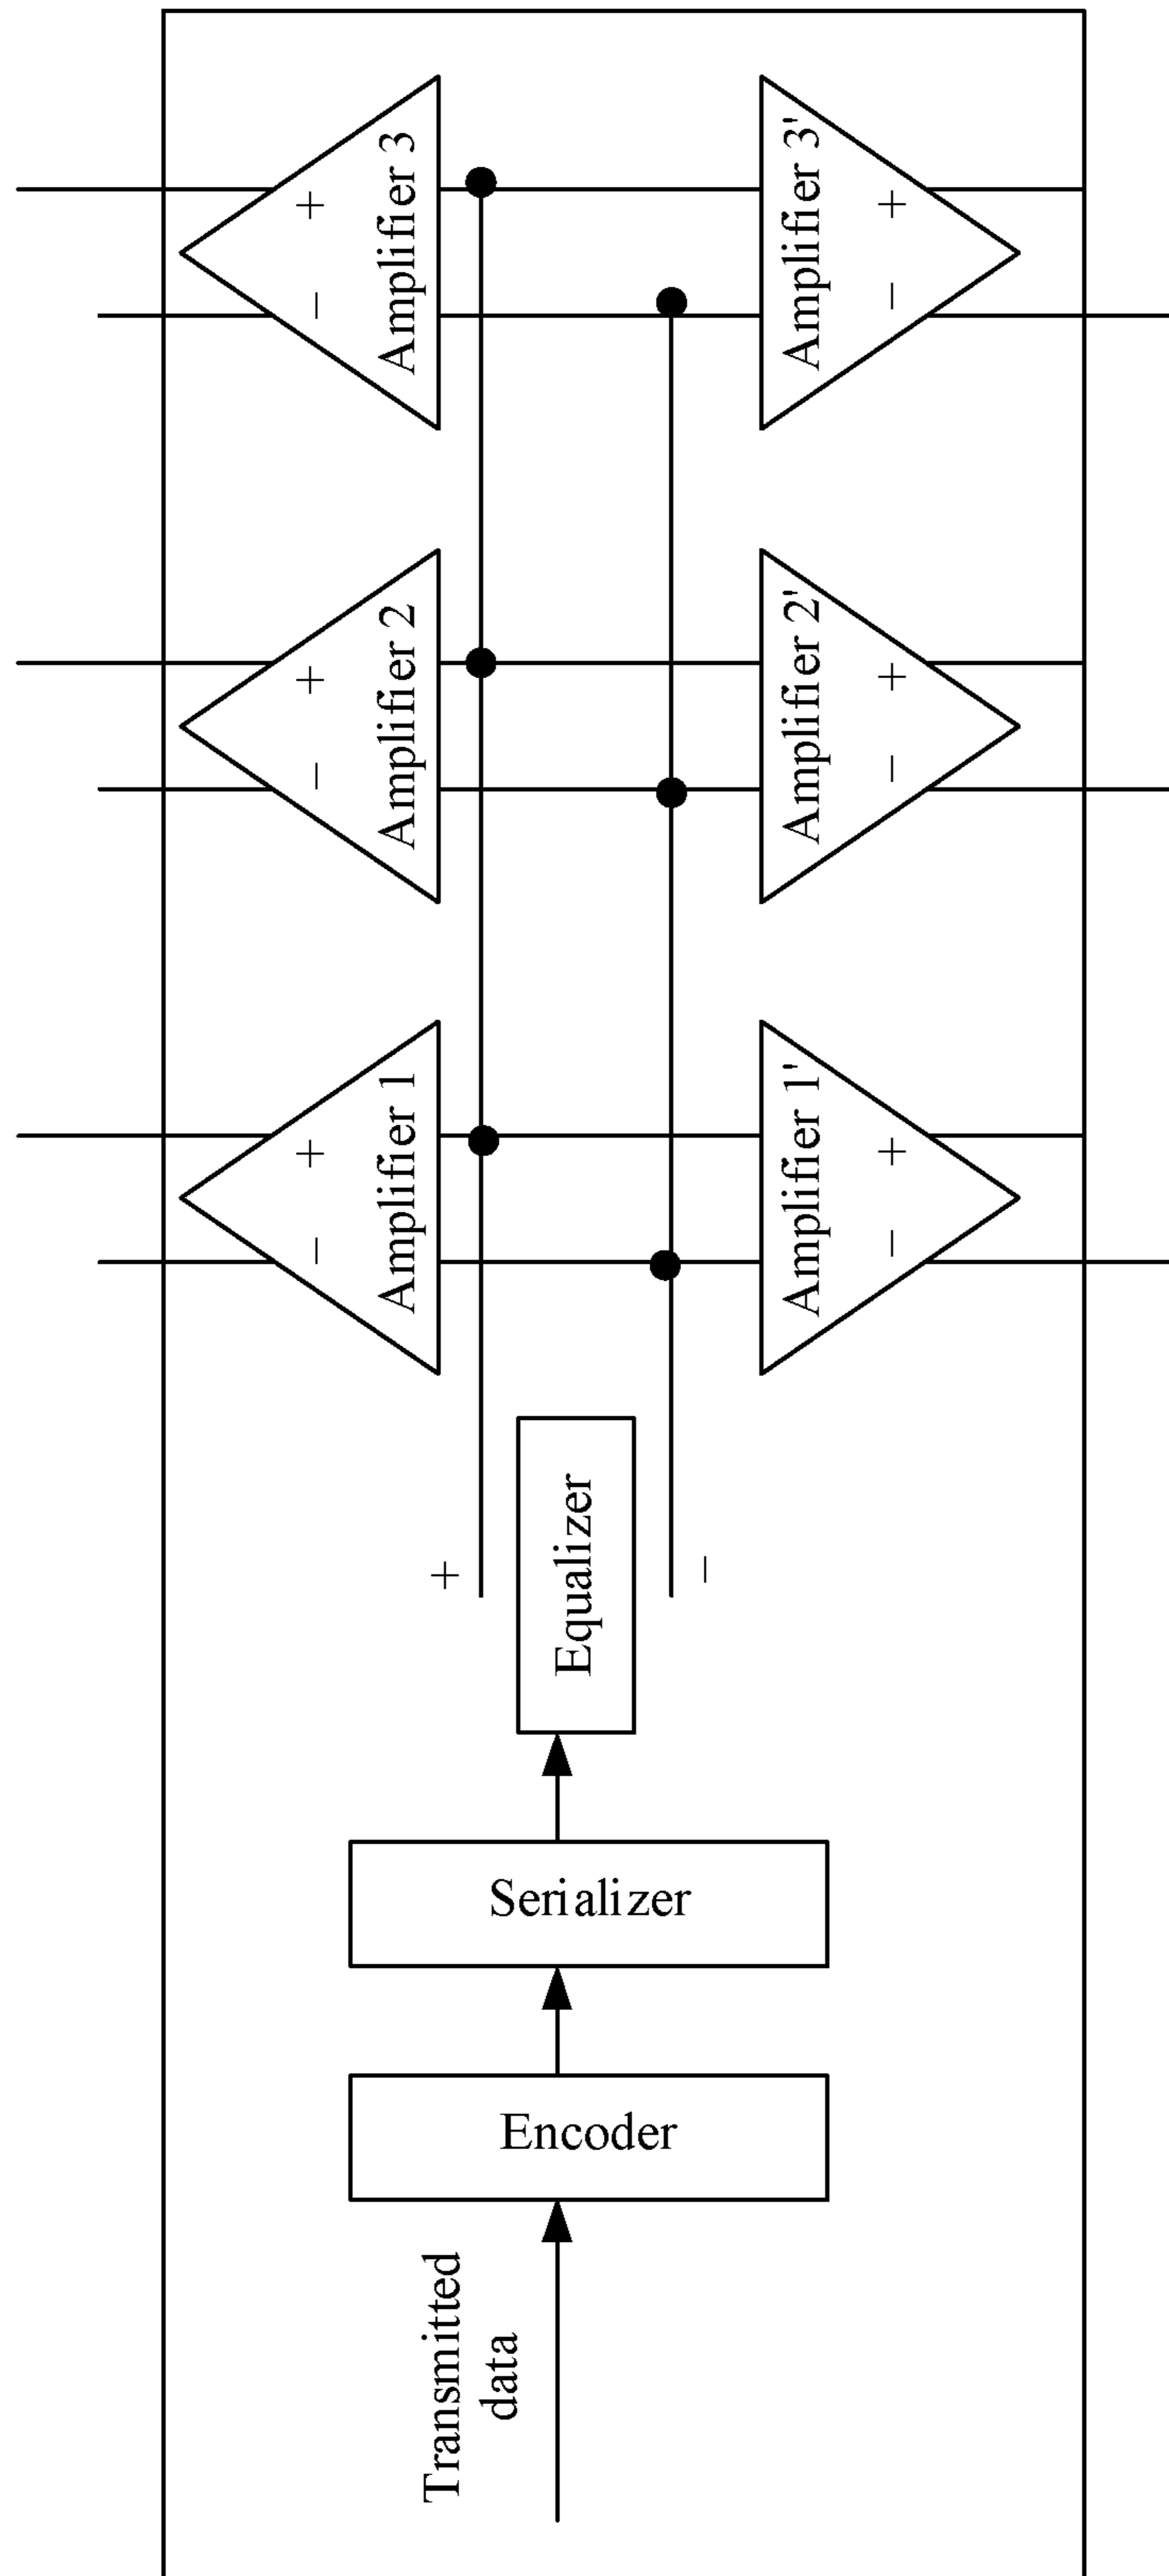 Amplifier 3
+
−
Amplifier 3'
+
−
Amplifier 2
+
−
Amplifier 2'
+
−
Amplifier 1
+
−
Amplifier 1'
+
−
+
−
Equalizer
Serializer
Encoder
Transmitted
data